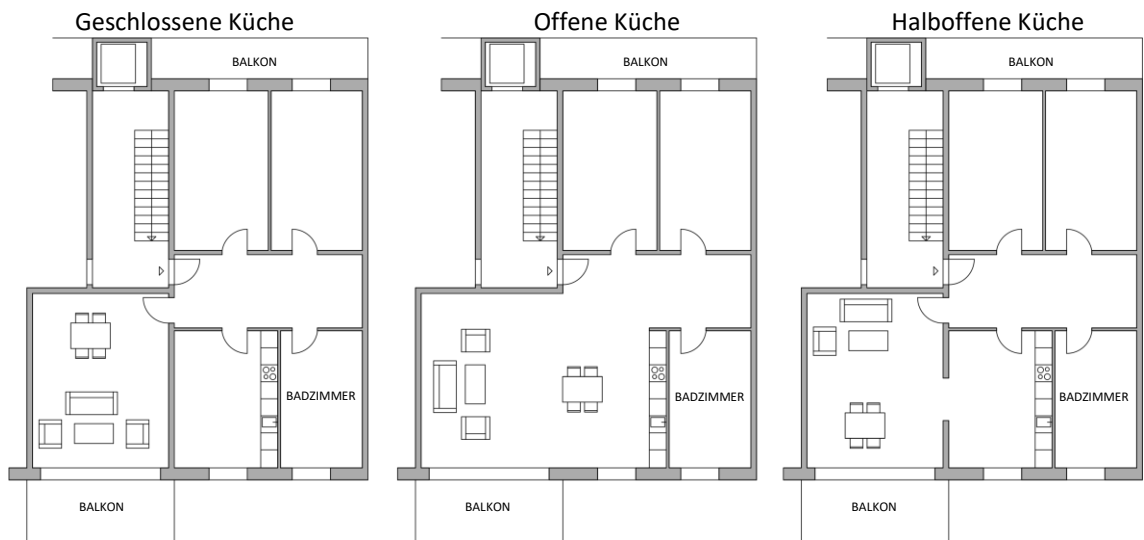 Geschlossene Küche
Offene Küche
Halboffene Küche
BALKON
BALKON
BALKON
BADZIMMER
BADZIMMER
BADZIMMER
BALKON
BALKON
BALKON